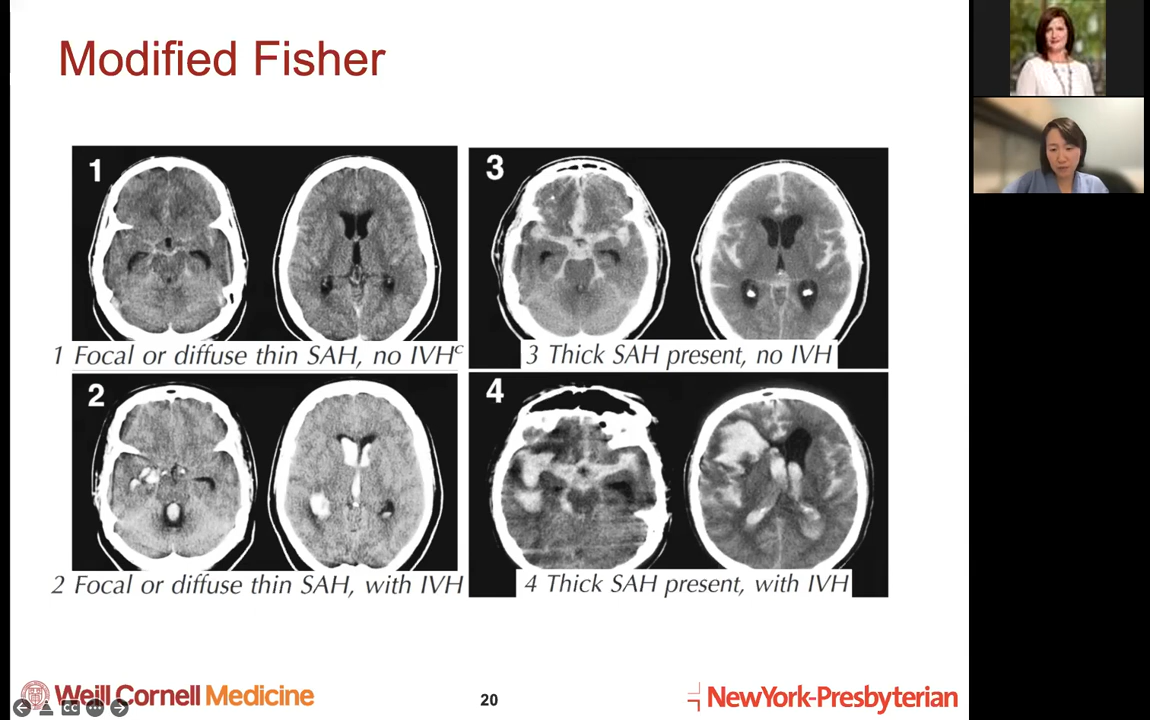 Modified Fisher
1
1 Focal or diffuse thin SAH, no IVHᶜ
3
3 Thick SAH present, no IVH
2
2 Focal or diffuse thin SAH, with IVH
4
4 Thick SAH present, with IVH
Weill Cornell Medicine
CC
20
NewYork-Presbyterian